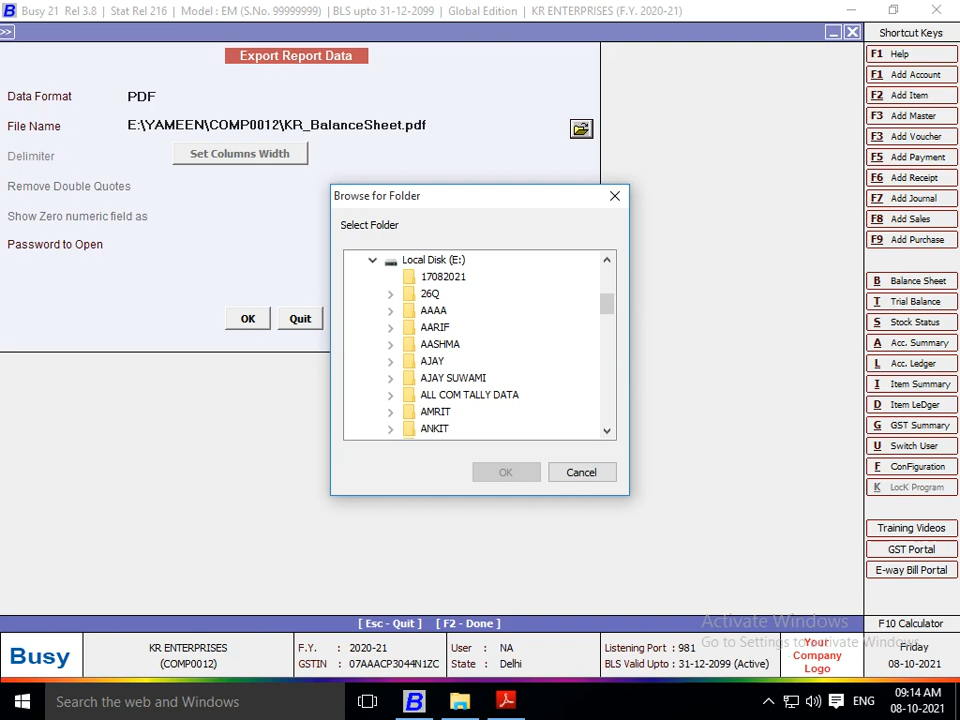 Busy 21 Rel 3.8 | Stat Rel 216 | Model : EM (S.No. 99999999) | BLS upto 31-12-2099 | Global Edition | KR ENTERPRISES (F.Y. 2020-21)
>>
Shortcut Keys
Export Report Data
Data Format PDF
File Name E:\YAMEEN\COMP0012\KR_BalanceSheet.pdf
Delimiter Set Columns Width
Remove Double Quotes
Show Zero numeric field as
Password to Open
OK Quit
Browse for Folder
Select Folder
Local Disk (E:)
17082021
26Q
AAAA
AARIF
AASHMA
AJAY
AJAY SUWAMI
ALL COM TALLY DATA
AMRIT
ANKIT
OK Cancel
F1 Help
F1 Add Account
F2 Add Item
F3 Add Master
F3 Add Voucher
F5 Add Payment
F6 Add Receipt
F7 Add Journal
F8 Add Sales
F9 Add Purchase
B Balance Sheet
T Trial Balance
S Stock Status
A Acc. Summary
L Acc. Ledger
I Item Summary
D Item LeDger
G GST Summary
U Switch User
F ConFiguration
K LocK Program
Training Videos
GST Portal
E-way Bill Portal
Activate Windows
Go to Settings to activate Windows.
[ Esc - Quit ] [ F2 - Done ]
F10 Calculator
Busy
KR ENTERPRISES
(COMP0012)
F.Y. : 2020-21
GSTIN : 07AAACP3044N1ZC
User : NA
State : Delhi
Listening Port : 981
BLS Valid Upto : 31-12-2099 (Active)
Your
Company
Logo
Friday
08-10-2021
Search the web and Windows
ENG
09:14 AM
08-10-2021